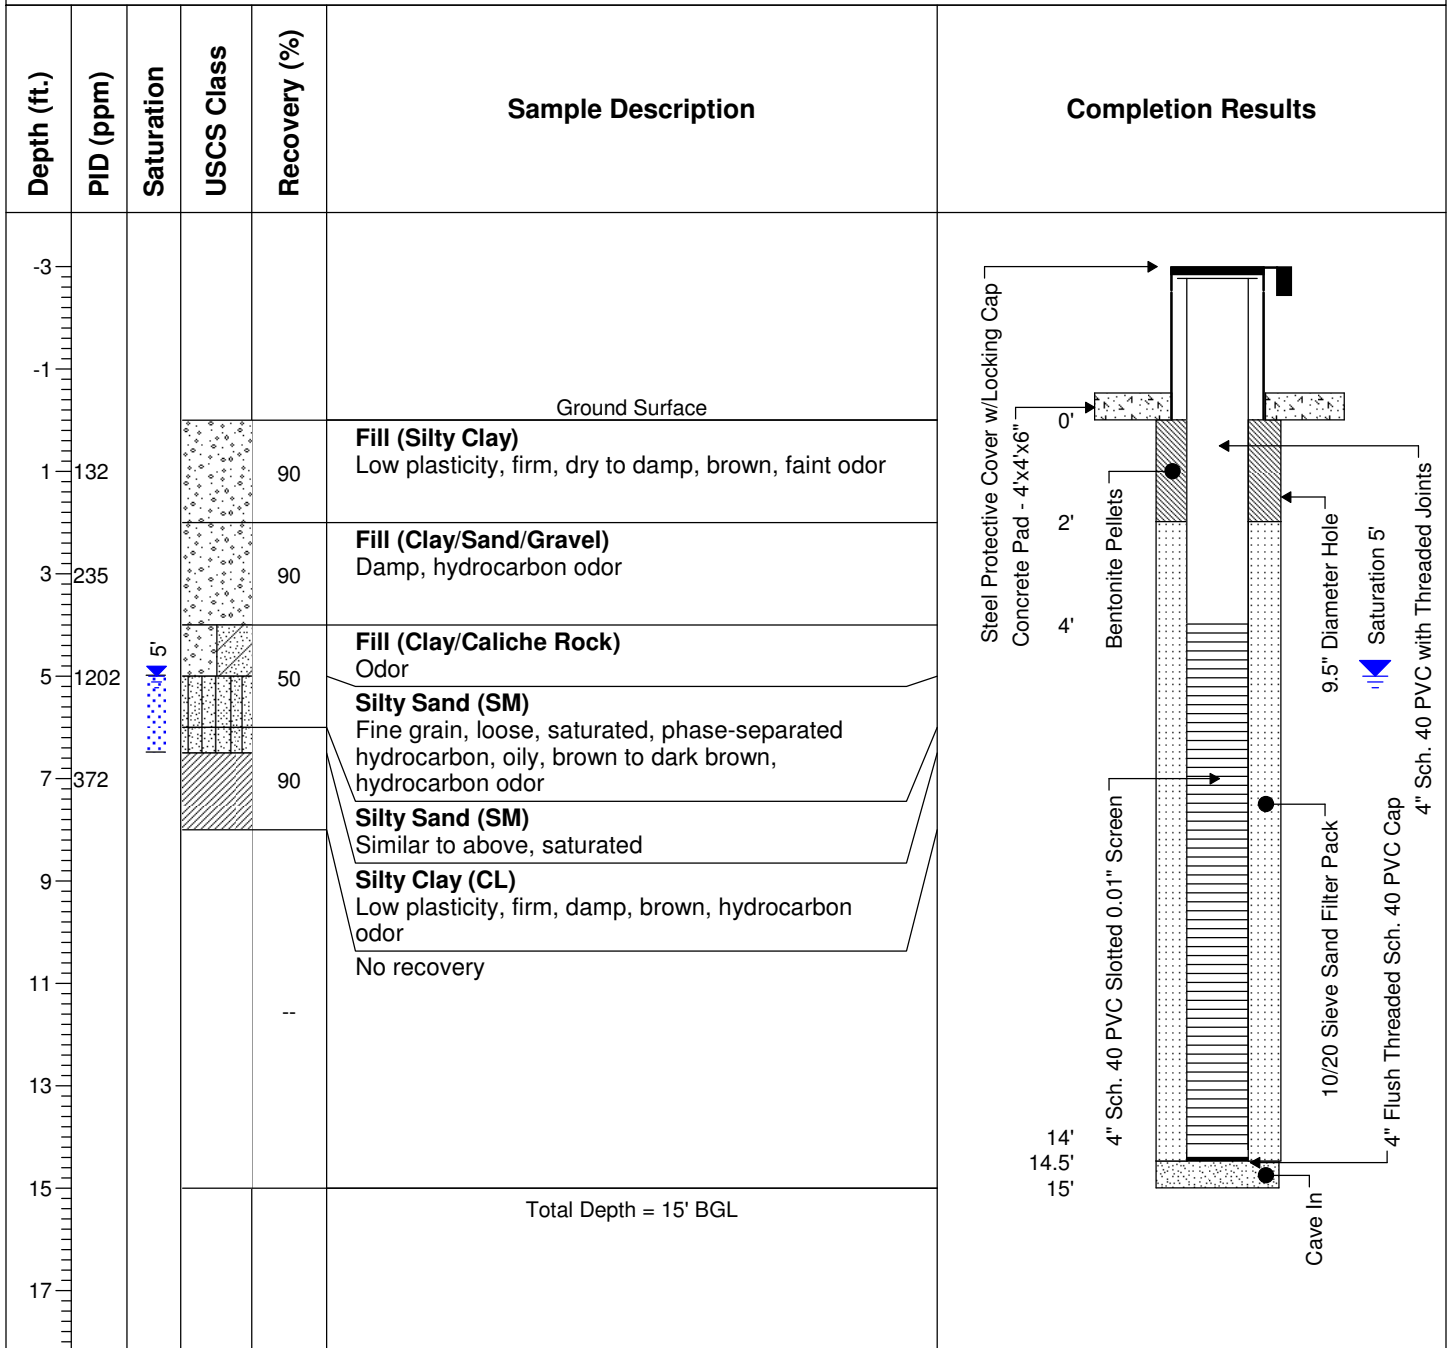 Depth (ft.)
PID (ppm)
Saturation
USCS Class
Recovery (%)
Sample Description
Completion Results
-3
-1
1
3
5
7
9
11
13
15
17
132
235
1202
372
5'
90
90
50
90
--
Ground Surface
Fill (Silty Clay)
Low plasticity, firm, dry to damp, brown, faint odor
Fill (Clay/Sand/Gravel)
Damp, hydrocarbon odor
Fill (Clay/Caliche Rock)
Odor
Silty Sand (SM)
Fine grain, loose, saturated, phase-separated
hydrocarbon, oily, brown to dark brown,
hydrocarbon odor
Silty Sand (SM)
Similar to above, saturated
Silty Clay (CL)
Low plasticity, firm, damp, brown, hydrocarbon
odor
No recovery
Total Depth = 15' BGL
Steel Protective Cover w/Locking Cap
Concrete Pad - 4'x4'x6"
0'
2'
4'
14'
14.5'
15'
Bentonite Pellets
4" Sch. 40 PVC Slotted 0.01" Screen
9.5" Diameter Hole
Saturation 5'
4" Sch. 40 PVC with Threaded Joints
10/20 Sieve Sand Filter Pack
4" Flush Threaded Sch. 40 PVC Cap
Cave In